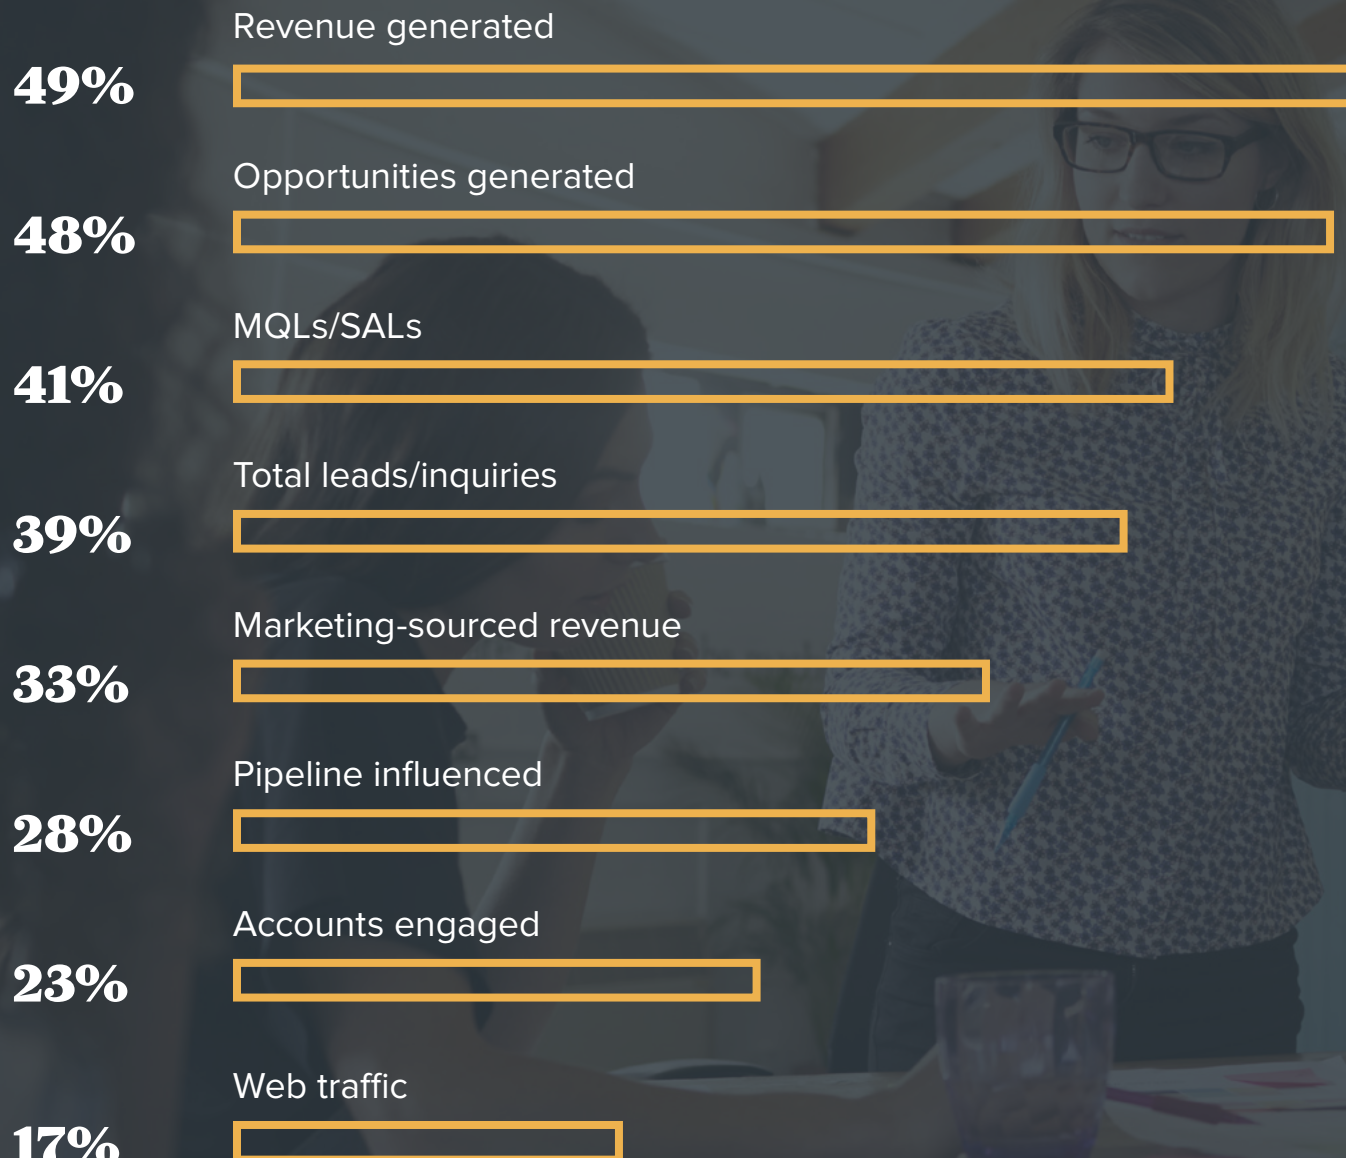 Revenue generated
49%
Opportunities generated
48%
MQLs/SALs
41%
Total leads/inquiries
39%
Marketing-sourced revenue
33%
Pipeline influenced
28%
Accounts engaged
23%
Web traffic
17%